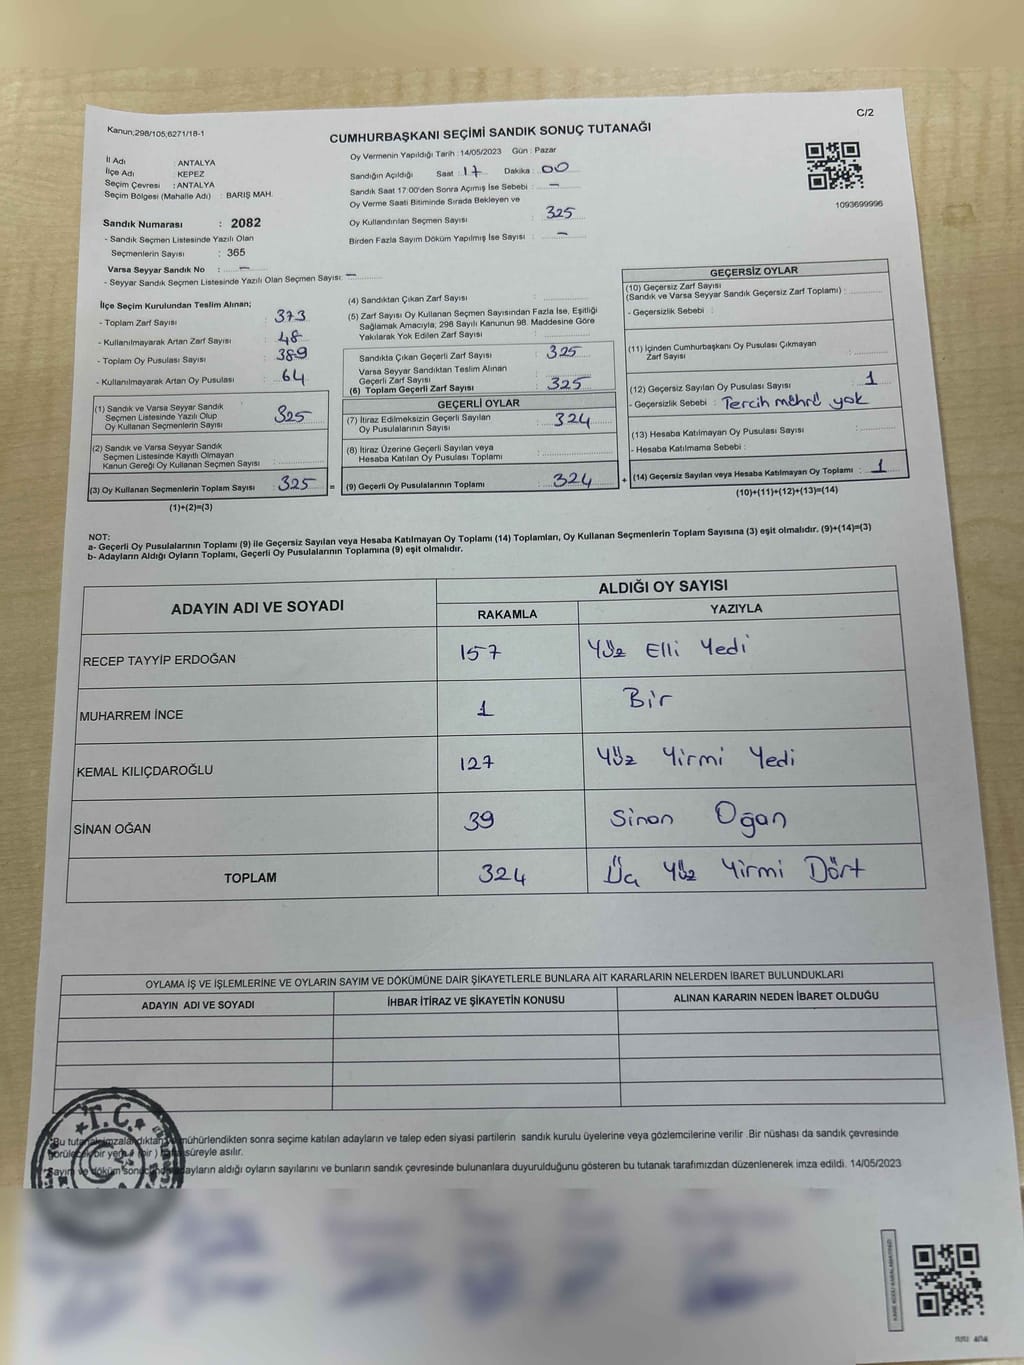 Kanun;298/105;6271/18-1
C/2
CUMHURBAŞKANI SEÇİMİ SANDIK SONUÇ TUTANAĞI
İl Adı : ANTALYA
İlçe Adı : KEPEZ
Seçim Çevresi : ANTALYA
Seçim Bölgesi (Mahalle Adı) : BARIŞ MAH.
Sandık Numarası : 2082
- Sandık Seçmen Listesinde Yazılı Olan
Seçmenlerin Sayısı : 365
Varsa Seyyar Sandık No : –
- Seyyar Sandık Seçmen Listesinde Yazılı Olan Seçmen Sayısı: –
Oy Vermenin Yapıldığı Tarih : 14/05/2023 Gün : Pazar
Sandığın Açıldığı Saat : 17 Dakika : 00
Sandık Saat 17:00'den Sonra Açımış İse Sebebi : –
Oy Verme Saati Bitiminde Sırada Bekleyen ve
Oy Kullandırılan Seçmen Sayısı : 325
Birden Fazla Sayım Döküm Yapılmış İse Sayısı : –
1093699996
İlçe Seçim Kurulundan Teslim Alınan;
- Toplam Zarf Sayısı : 373
- Kullanılmayarak Artan Zarf Sayısı : 48
- Toplam Oy Pusulası Sayısı : 389
- Kullanılmayarak Artan Oy Pusulası : 64
(1) Sandık ve Varsa Seyyar Sandık
Seçmen Listesinde Yazılı Olup
Oy Kullanan Seçmenlerin Sayısı : 325
(2) Sandık ve Varsa Seyyar Sandık
Seçmen Listesinde Kayıtlı Olmayan
Kanun Gereği Oy Kullanan Seçmen Sayısı :
(3) Oy Kullanan Seçmenlerin Toplam Sayısı : 325 =
(1)+(2)=(3)
(4) Sandıktan Çıkan Zarf Sayısı :
(5) Zarf Sayısı Oy Kullanan Seçmen Sayısından Fazla İse, Eşitliği
Sağlamak Amacıyla, 298 Sayılı Kanunun 98. Maddesine Göre
Yakılarak Yok Edilen Zarf Sayısı :
Sandıkta Çıkan Geçerli Zarf Sayısı : 325
Varsa Seyyar Sandıktan Teslim Alınan
Geçerli Zarf Sayısı :
(6) Toplam Geçerli Zarf Sayısı : 325
GEÇERLİ OYLAR
(7) İtiraz Edilmeksizin Geçerli Sayılan
Oy Pusulalarının Sayısı : 324
(8) İtiraz Üzerine Geçerli Sayılan veya
Hesaba Katılan Oy Pusulası Toplamı :
(9) Geçerli Oy Pusulalarının Toplamı : 324 +
GEÇERSİZ OYLAR
(10) Geçersiz Zarf Sayısı
(Sandık ve Varsa Seyyar Sandık Geçersiz Zarf Toplamı) :
- Geçersizlik Sebebi :
(11) İçinden Cumhurbaşkanı Oy Pusulası Çıkmayan
Zarf Sayısı :
(12) Geçersiz Sayılan Oy Pusulası Sayısı : 1
- Geçersizlik Sebebi : Tercih mührü yok
(13) Hesaba Katılmayan Oy Pusulası Sayısı :
- Hesaba Katılmama Sebebi :
(14) Geçersiz Sayılan veya Hesaba Katılmayan Oy Toplamı : 1
(10)+(11)+(12)+(13)=(14)
NOT:
a- Geçerli Oy Pusulalarının Toplamı (9) ile Geçersiz Sayılan veya Hesaba Katılmayan Oy Toplamı (14) Toplamları, Oy Kullanan Seçmenlerin Toplam Sayısına (3) eşit olmalıdır. (9)+(14)=(3)
b- Adayların Aldığı Oyların Toplamı, Geçerli Oy Pusulalarının Toplamına (9) eşit olmalıdır.
ADAYIN ADI VE SOYADI
ALDIĞI OY SAYISI
RAKAMLA YAZIYLA
RECEP TAYYİP ERDOĞAN 157 Yüz Elli Yedi
MUHARREM İNCE 1 Bir
KEMAL KILIÇDAROĞLU 127 Yüz Yirmi Yedi
SİNAN OĞAN 39 Sinan Oğan
TOPLAM 324 Üç Yüz Yirmi Dört
OYLAMA İŞ VE İŞLEMLERİNE VE OYLARIN SAYIM VE DÖKÜMÜNE DAİR ŞİKAYETLERLE BUNLARA AİT KARARLARIN NELERDEN İBARET BULUNDUKLARI
ADAYIN ADI VE SOYADI İHBAR İTİRAZ VE ŞİKAYETİN KONUSU ALINAN KARARIN NEDEN İBARET OLDUĞU
T.C.
Bu mühürlendikten sonra seçime katılan adayların ve talep eden siyasi partilerin sandık kurulu üyelerine veya gözlemcilerine verilir .Bir nüshası da sandık çevresinde
bir yere (bir) süreyle asılır.
Sayım ve döküm adayların aldığı oyların sayılarını ve bunların sandık çevresinde bulunanlara duyurulduğunu gösteren bu tutanak tarafımızdan düzenlenerek imza edildi. 14/05/2023